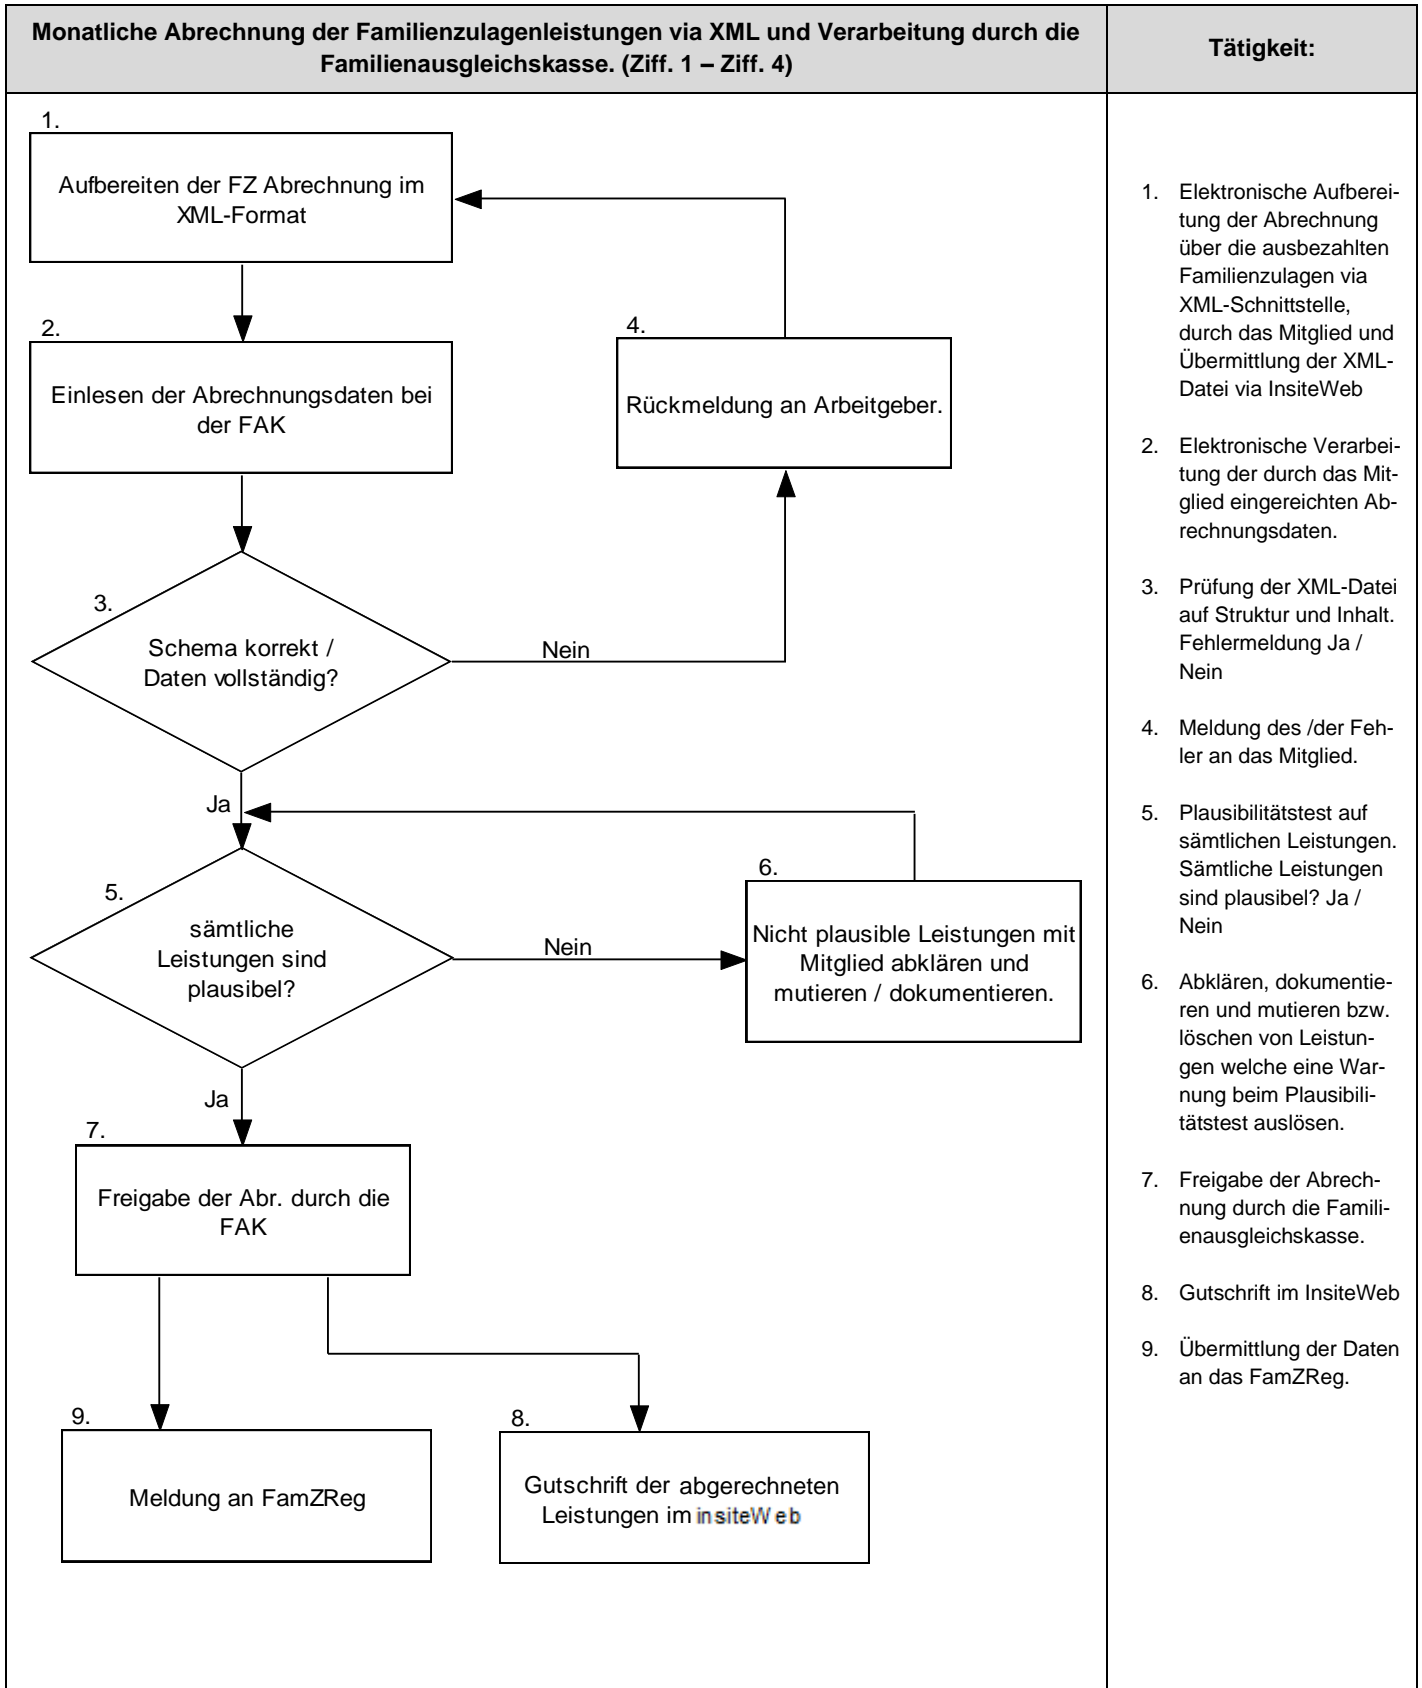 Monatliche Abrechnung der Familienzulagenleistungen via XML und Verarbeitung durch die
Familienausgleichskasse. (Ziff. 1 – Ziff. 4)
Tätigkeit:
1.
Aufbereiten der FZ Abrechnung im
XML-Format
2.
Einlesen der Abrechnungsdaten bei
der FAK
4.
Rückmeldung an Arbeitgeber.
3.
Schema korrekt /
Daten vollständig?
Nein
Ja
5.
sämtliche
Leistungen sind
plausibel?
Nein
6.
Nicht plausible Leistungen mit
Mitglied abklären und
mutieren / dokumentieren.
Ja
7.
Freigabe der Abr. durch die
FAK
9.
Meldung an FamZReg
8.
Gutschrift der abgerechneten
Leistungen im insiteWeb
1. Elektronische Aufberei-
tung der Abrechnung
über die ausbezahlten
Familienzulagen via
XML-Schnittstelle,
durch das Mitglied und
Übermittlung der XML-
Datei via InsiteWeb
2. Elektronische Verarbei-
tung der durch das Mit-
glied eingereichten Ab-
rechnungsdaten.
3. Prüfung der XML-Datei
auf Struktur und Inhalt.
Fehlermeldung Ja /
Nein
4. Meldung des /der Feh-
ler an das Mitglied.
5. Plausibilitätstest auf
sämtlichen Leistungen.
Sämtliche Leistungen
sind plausibel? Ja /
Nein
6. Abklären, dokumentie-
ren und mutieren bzw.
löschen von Leistun-
gen welche eine War-
nung beim Plausibili-
tätstest auslösen.
7. Freigabe der Abrech-
nung durch die Famili-
enausgleichskasse.
8. Gutschrift im InsiteWeb
9. Übermittlung der Daten
an das FamZReg.